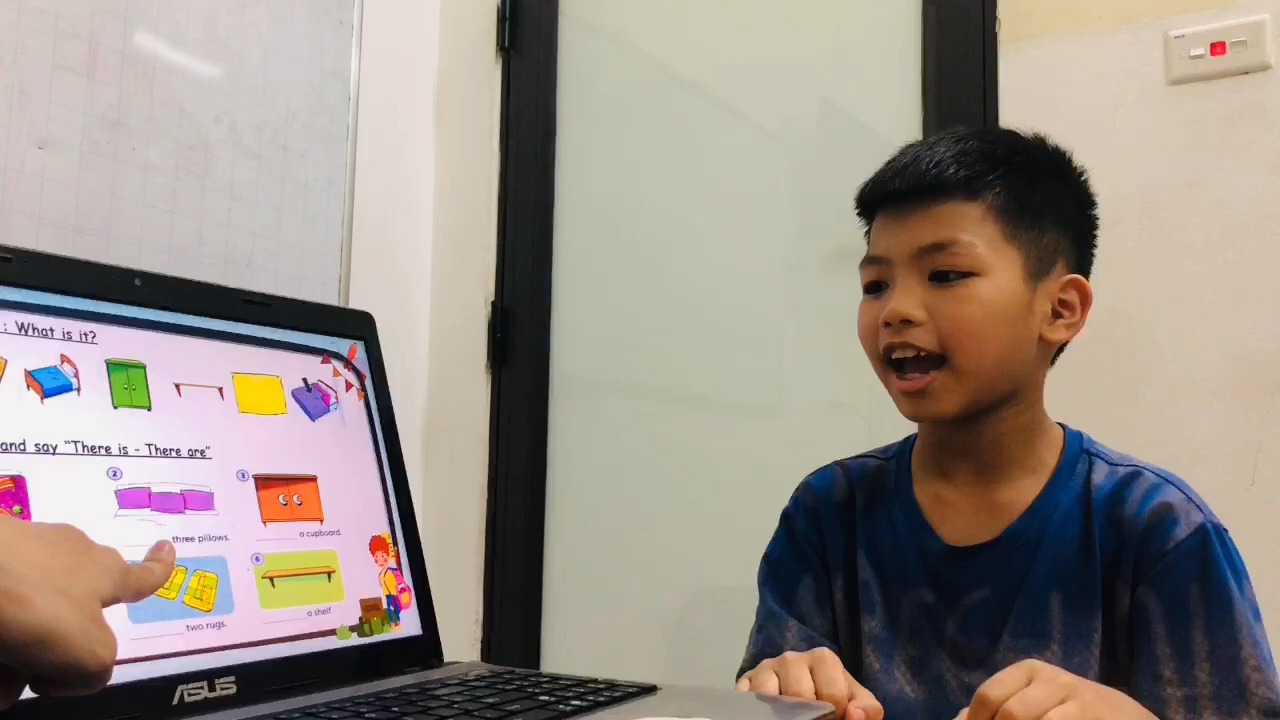 : What is it?
and say "There is - There are"
2
3
three pillows.
a cupboard.
6
two rugs.
a shelf.
ASUS